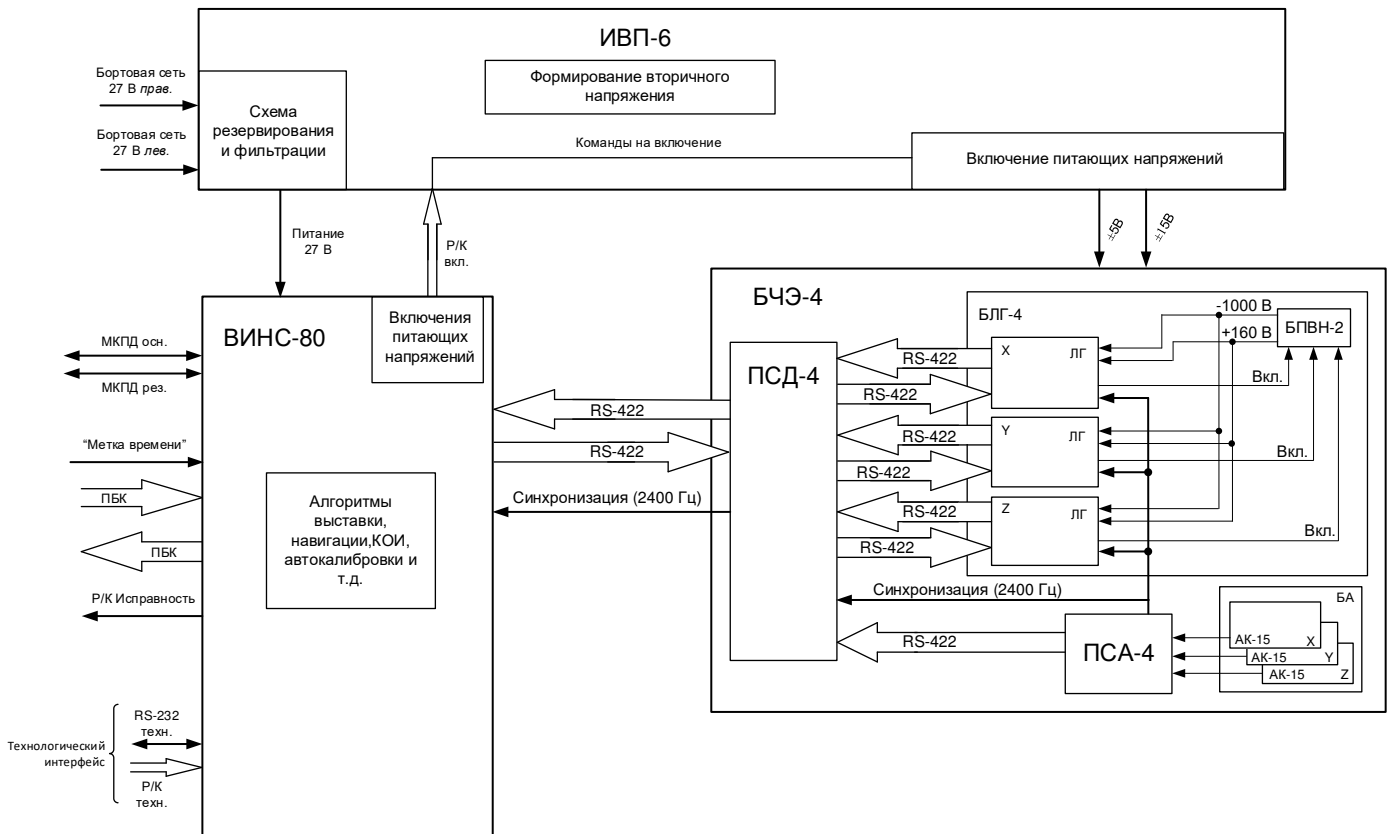 ИВП-6
Формирование вторичного
напряжения
Бортовая сеть
27 В прав.
Бортовая сеть
27 В лев.
Схема
резервирования
и фильтрации
Команды на включение
Включение питающих напряжений
Питание
27 В
Р/К
вкл.
±5В
±15В
ВИНС-80
Включения
питающих
напряжений
МКПД осн.
МКПД рез.
“Метка времени”
ПБК
ПБК
Р/К Исправность
Алгоритмы
выставки,
навигации,КОИ,
автокалибровки и
т.д.
Технологический
интерфейс
RS-232
техн.
Р/К
техн.
RS-422
RS-422
Синхронизация (2400 Гц)
БЧЭ-4
ПСД-4
БЛГ-4
-1000 В
+160 В
БПВН-2
RS-422
RS-422
X
ЛГ
Вкл.
RS-422
RS-422
Y
ЛГ
Вкл.
RS-422
RS-422
Z
ЛГ
Вкл.
Синхронизация (2400 Гц)
RS-422
ПСА-4
БА
АК-15
X
АК-15
Y
АК-15
Z